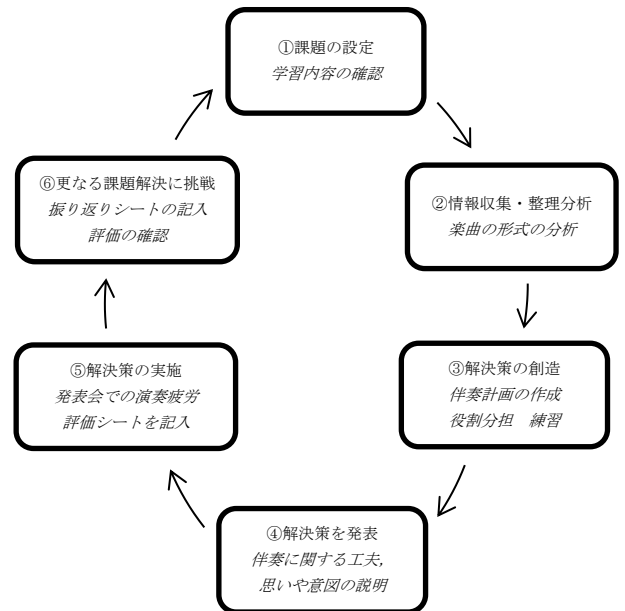 ①課題の設定
学習内容の確認
②情報収集・整理分析
楽曲の形式の分析
③解決策の創造
伴奏計画の作成
役割分担　練習
④解決策を発表
伴奏に関する工夫,
思いや意図の説明
⑤解決策の実施
発表会での演奏疲労
評価シートを記入
⑥更なる課題解決に挑戦
振り返りシートの記入
評価の確認